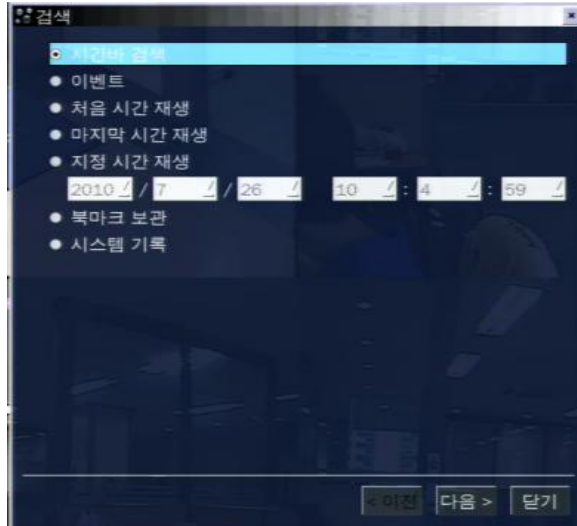 검색
시간바 검색
이벤트
처음 시간 재생
마지막 시간 재생
지정 시간 재생
2010 / 7 / 26 10 : 4 : 59
북마크 보관
시스템 기록
< 이전 다음 > 닫기